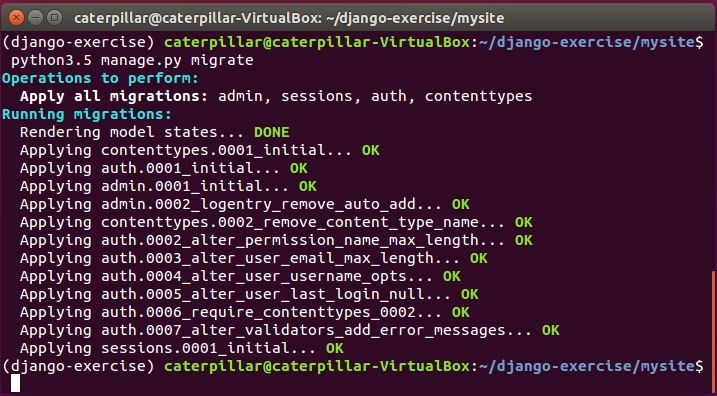 caterpillar@caterpillar-VirtualBox: ~/django-exercise/mysite
(django-exercise) caterpillar@caterpillar-VirtualBox:~/django-exercise/mysite$
python3.5 manage.py migrate
Operations to perform:
Apply all migrations: admin, sessions, auth, contenttypes
Running migrations:
Rendering model states... DONE
Applying contenttypes.0001_initial... OK
Applying auth.0001_initial... OK
Applying admin.0001_initial... OK
Applying admin.0002_logentry_remove_auto_add... OK
Applying contenttypes.0002_remove_content_type_name... OK
Applying auth.0002_alter_permission_name_max_length... OK
Applying auth.0003_alter_user_email_max_length... OK
Applying auth.0004_alter_user_username_opts... OK
Applying auth.0005_alter_user_last_login_null... OK
Applying auth.0006_require_contenttypes_0002... OK
Applying auth.0007_alter_validators_add_error_messages... OK
Applying sessions.0001_initial... OK
(django-exercise) caterpillar@caterpillar-VirtualBox:~/django-exercise/mysite$